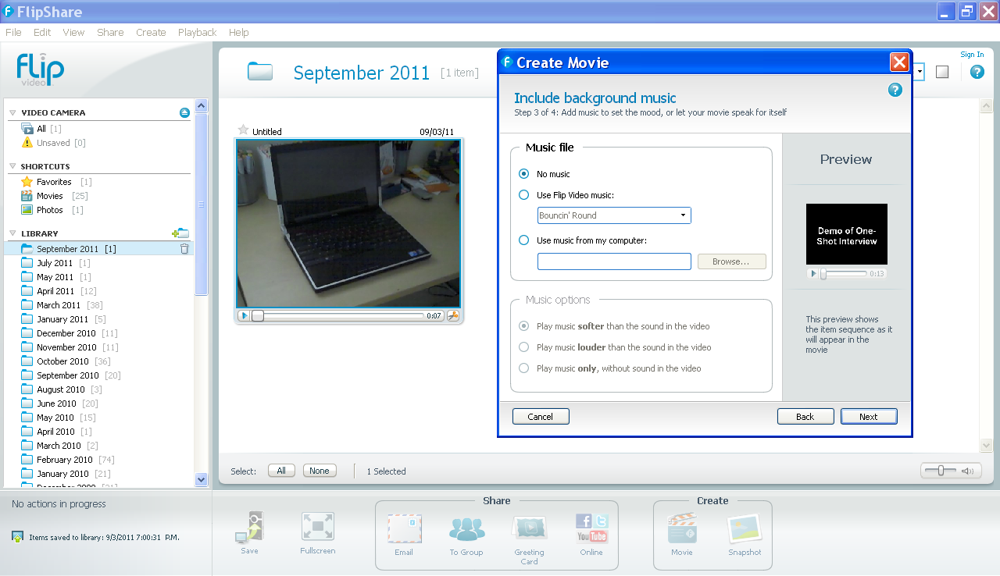 FlipShare
File Edit View Share Create Playback Help
flip
video
VIDEO CAMERA
All [1]
Unsaved [0]
SHORTCUTS
Favorites [1]
Movies [25]
Photos [1]
LIBRARY
September 2011 [1]
July 2011 [1]
May 2011 [1]
April 2011 [12]
March 2011 [38]
January 2011 [5]
December 2010 [11]
November 2010 [11]
October 2010 [36]
September 2010 [20]
August 2010 [3]
June 2010 [20]
May 2010 [15]
April 2010 [1]
March 2010 [2]
February 2010 [74]
January 2010 [21]
September 2011 [1 item]
Sign In
Untitled 09/03/11
0:07
Create Movie
Include background music
Step 3 of 4: Add music to set the mood, or let your movie speak for itself
Music file
No music
Use Flip Video music:
Bouncin' Round
Use music from my computer:
Browse...
Music options
Play music softer than the sound in the video
Play music louder than the sound in the video
Play music only, without sound in the video
Preview
Demo of One-
Shot Interview
0:13
This preview shows
the item sequence as it
will appear in the
movie
Cancel Back Next
Select: All None 1 Selected
No actions in progress
Items saved to library: 9/3/2011 7:00:31 P.M.
Save
Fullscreen
Share
Email
To Group
Greeting
Card
YouTube
Online
Create
Movie
Snapshot